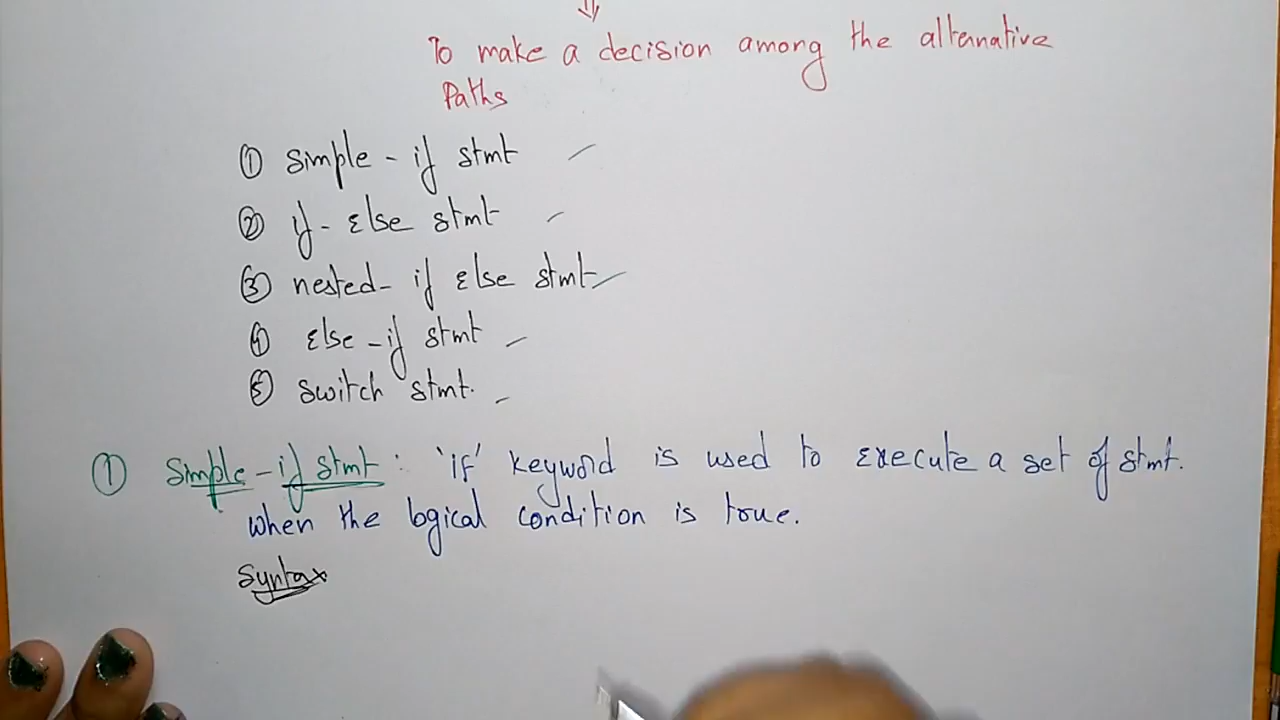 To make a decision among the alternative
Paths
① simple - if stmt
② if - else stmt
③ nested - if else stmt
④ else - if stmt
⑤ switch stmt.
① Simple - if stmt : 'if' keyword is used to execute a set of stmt.
when the logical condition is true.
Syntax